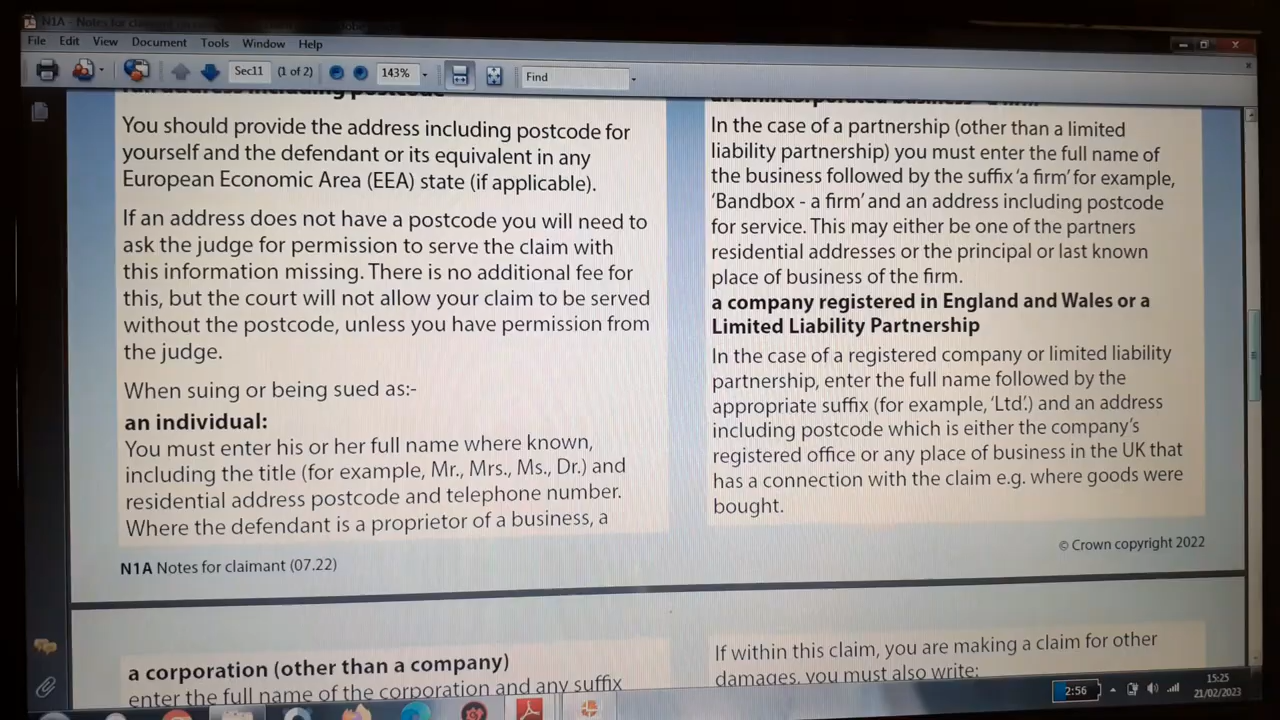 N1A - Notes for claimant
File Edit View Document Tools Window Help
Sec11 (1 of 2) 143% Find
full address including postcode
You should provide the address including postcode for
yourself and the defendant or its equivalent in any
European Economic Area (EEA) state (if applicable).
If an address does not have a postcode you will need to
ask the judge for permission to serve the claim with
this information missing. There is no additional fee for
this, but the court will not allow your claim to be served
without the postcode, unless you have permission from
the judge.
When suing or being sued as:-
an individual:
You must enter his or her full name where known,
including the title (for example, Mr., Mrs., Ms., Dr.) and
residential address postcode and telephone number.
Where the defendant is a proprietor of a business, a
N1A Notes for claimant (07.22)
an unincorporated business - a firm
In the case of a partnership (other than a limited
liability partnership) you must enter the full name of
the business followed by the suffix ‘a firm’ for example,
‘Bandbox - a firm’ and an address including postcode
for service. This may either be one of the partners
residential addresses or the principal or last known
place of business of the firm.
a company registered in England and Wales or a
Limited Liability Partnership
In the case of a registered company or limited liability
partnership, enter the full name followed by the
appropriate suffix (for example, ‘Ltd’.) and an address
including postcode which is either the company’s
registered office or any place of business in the UK that
has a connection with the claim e.g. where goods were
bought.
© Crown copyright 2022
a corporation (other than a company)
enter the full name of the corporation and any suffix
If within this claim, you are making a claim for other
damages, you must also write:
2:56
15:25
21/02/2023